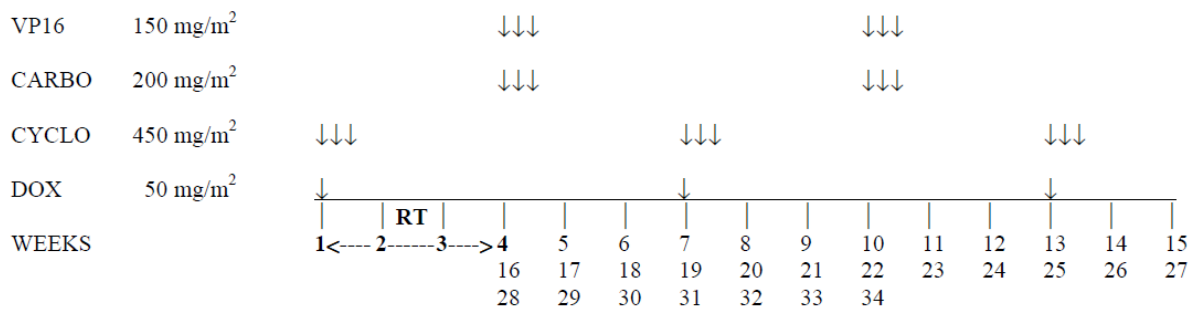 VP16 150 mg/m² ↓↓↓ ↓↓↓
CARBO 200 mg/m² ↓↓↓ ↓↓↓
CYCLO 450 mg/m² ↓↓↓ ↓↓↓ ↓↓↓
DOX 50 mg/m² ↓ ↓ ↓
RT
WEEKS 1<---- 2------3---->4 5 6 7 8 9 10 11 12 13 14 15
16 17 18 19 20 21 22 23 24 25 26 27
28 29 30 31 32 33 34